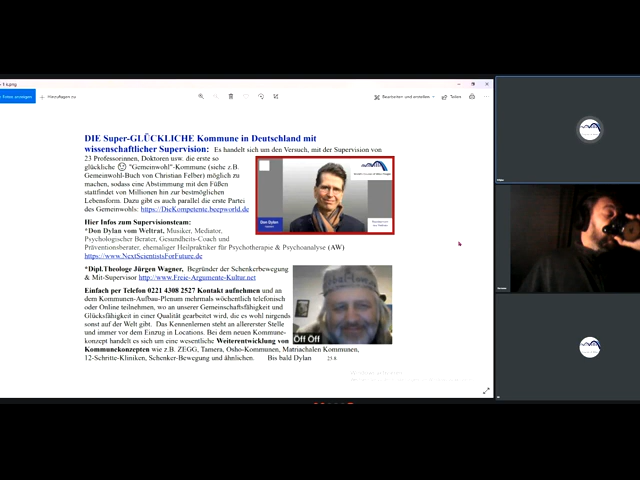 Hinzufügen zu
Bearbeiten und erstellen
Teilen
DIE Super-GLÜCKLICHE Kommune in Deutschland mit
wissenschaftlicher Supervision: Es handelt sich um den Versuch, mit der Supervision von
23 Professorinnen, Doktoren usw. die erste so
glückliche "Gemeinwohl"-Kommune (siehe z.B.
Gemeinwohl-Buch von Christian Felber) möglich zu
machen, sodass eine Abstimmung mit den Füßen
stattfindet von Millionen hin zur bestmöglichen
Lebensform. Dazu gibt es auch parallel die erste Partei
des Gemeinwohls: https://DieKompetente.beepworld.de
Don Dylan
Hier Infos zum Supervisionsteam:
*Don Dylan vom Weltrat, Musiker, Mediator,
Psychologischer Berater, Gesundheits-Coach und
Präventionsberater, ehemaliger Heilpraktiker für Psychotherapie & Psychoanalyse (AW)
https://www.NextScientistsForFuture.de
*Dipl.Theologe Jürgen Wagner, Begründer der Schenkerbewegung
& Mit-Supervisor http://www.Freie-Argumente-Kultur.net
Einfach per Telefon 0221 4308 2527 Kontakt aufnehmen und an
dem Kommunen-Aufbau-Plenum mehrmals wöchentlich telefonisch
oder Online teilnehmen, wo an unserer Gemeinschaftsfähigkeit und
Glücksfähigkeit in einer Qualität gearbeitet wird, die es wohl nirgends
sonst auf der Welt gibt. Das Kennenlernen steht an allererster Stelle
und immer vor dem Einzug in Locations. Bei dem neuen Kommune-
konzept handelt es sich um eine wesentliche Weiterentwicklung von
Kommunekonzepten wie z.B. ZEGG, Tamera, Osho-Kommunen, Matriachalen Kommunen,
12-Schritte-Kliniken, Schenker-Bewegung und ähnlichen. Bis bald Dylan 25.8
Off Off